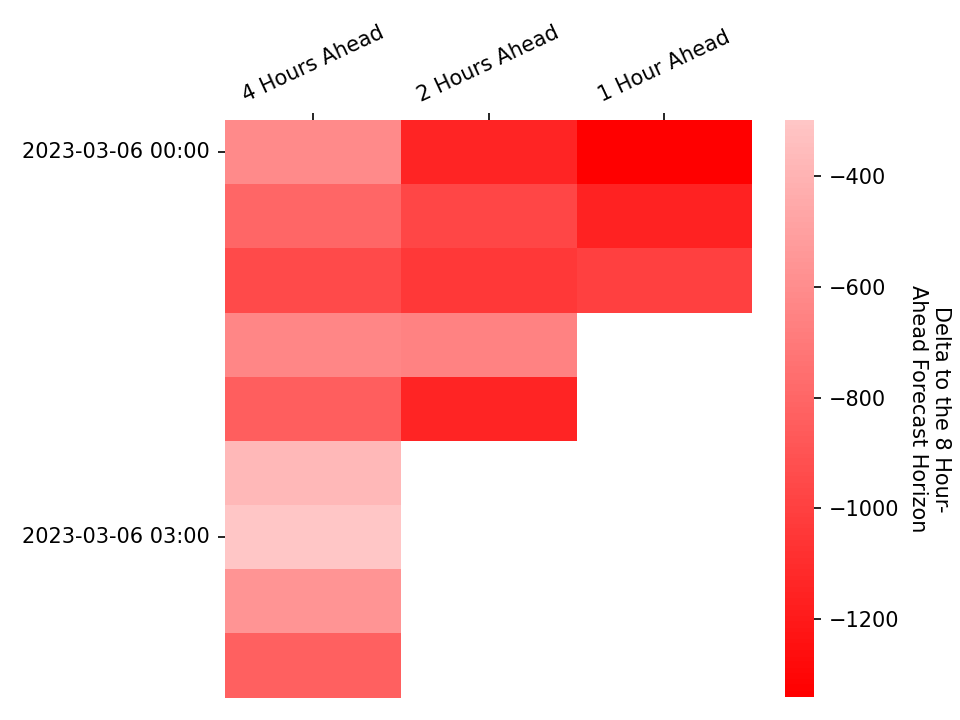 4 Hours Ahead
2 Hours Ahead
1 Hour Ahead
2023-03-06 00:00
2023-03-06 03:00
−400
−600
−800
−1000
−1200
Delta to the 8 Hour-
Ahead Forecast Horizon